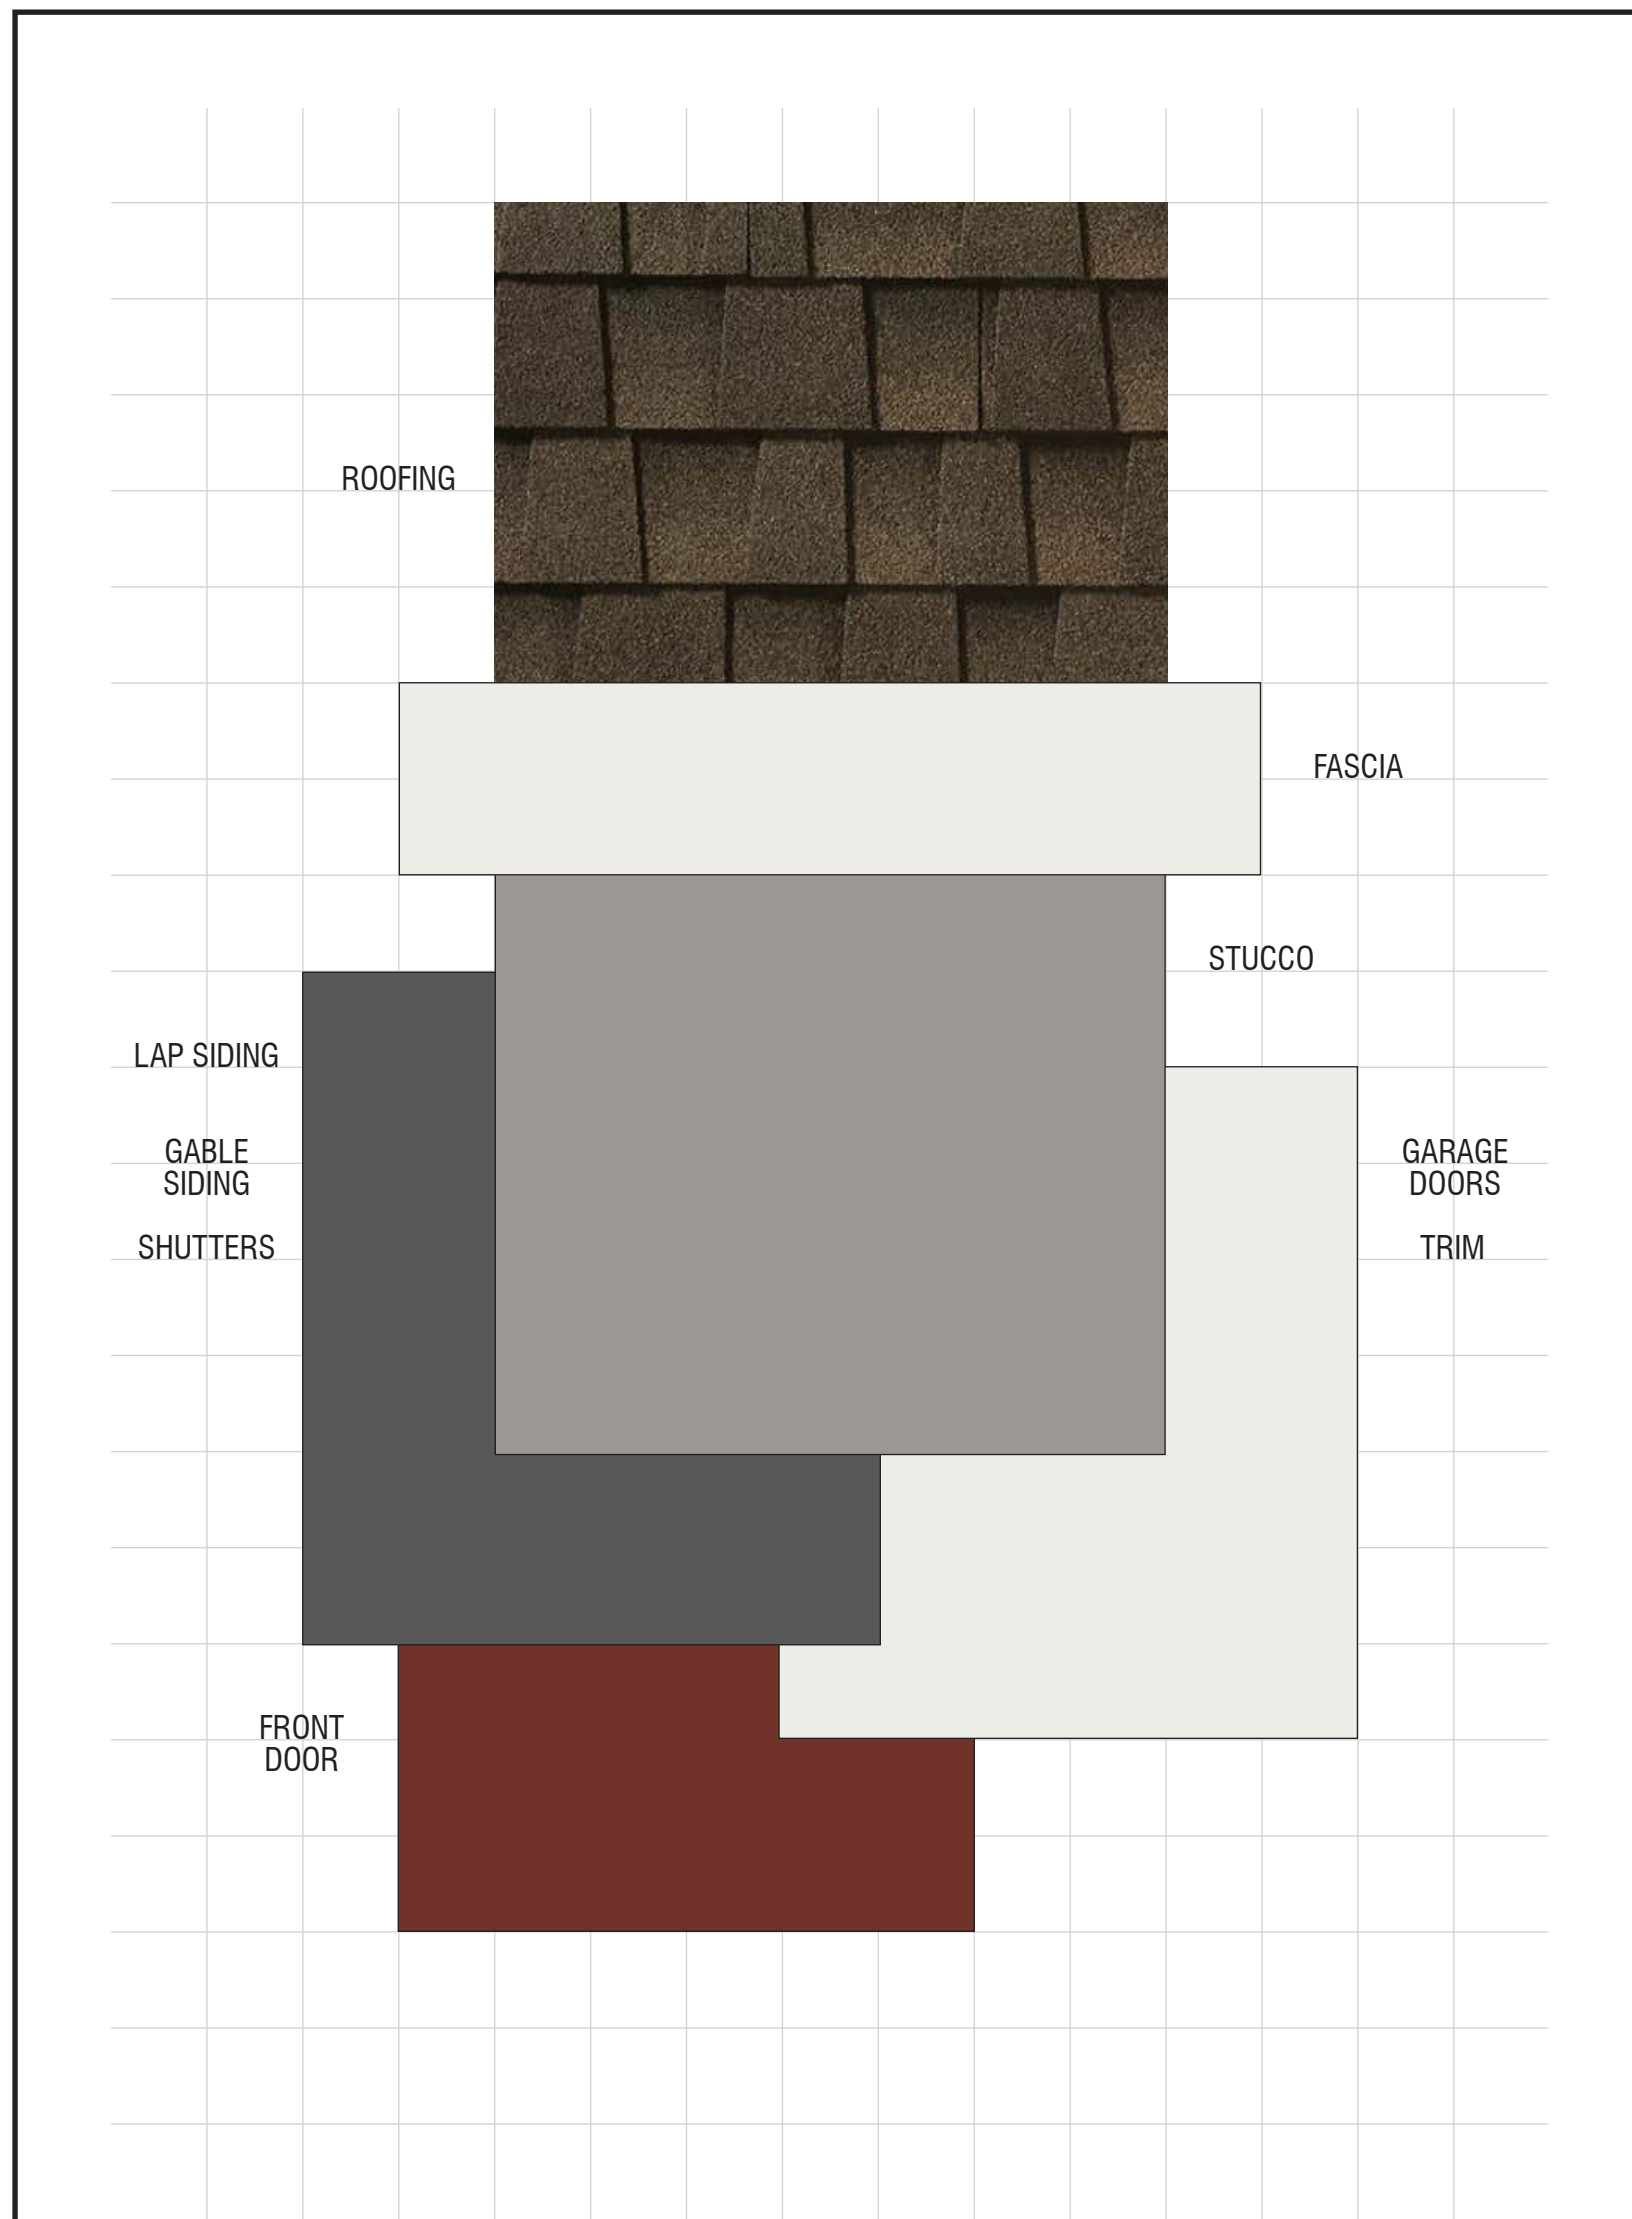 ROOFING
FASCIA
STUCCO
LAP SIDING
GABLE
SIDING
SHUTTERS
GARAGE
DOORS
TRIM
FRONT
DOOR